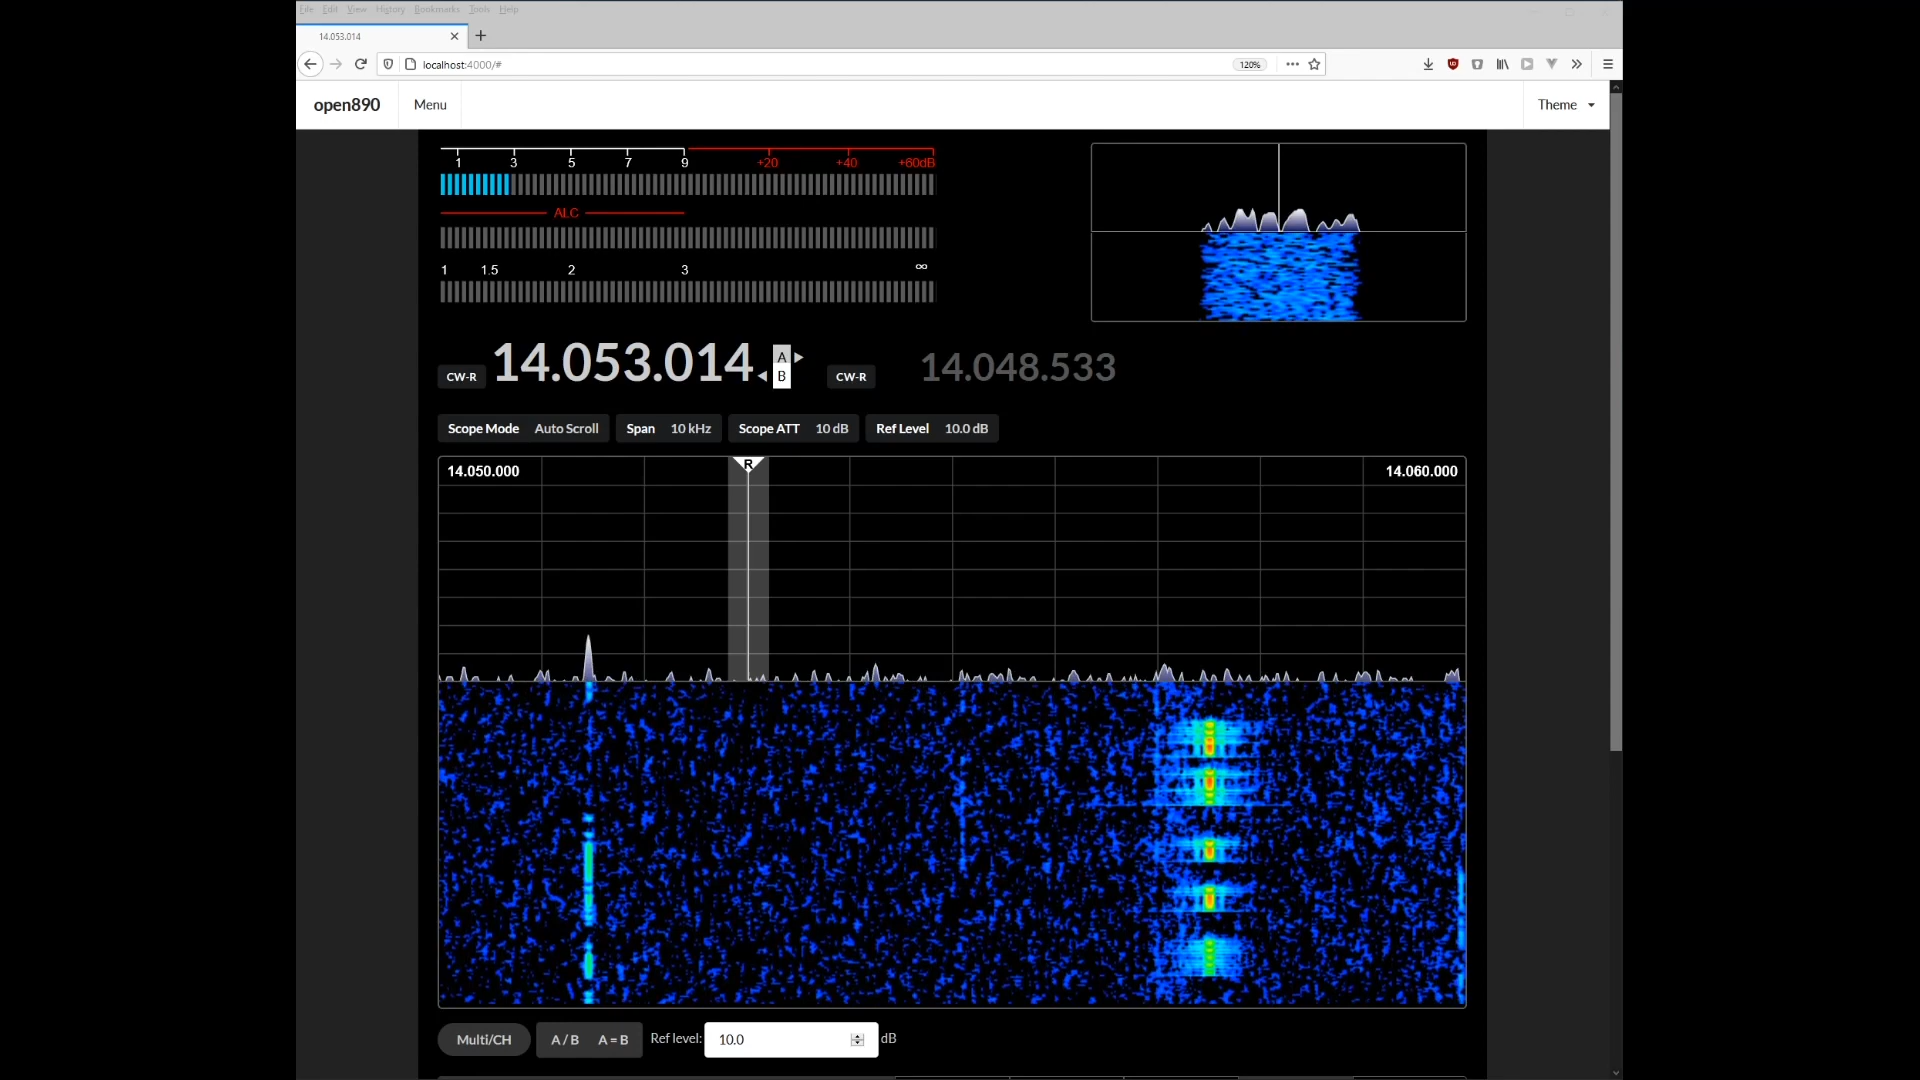 File Edit View History Bookmarks Tools Help
14.053.014
localhost:4000/#
120%
open890 Menu Theme
1 3 5 7 9 +20 +40 +60dB
ALC
1 1.5 2 3 ∞
CW-R 14.053.014 A B CW-R 14.048.533
Scope Mode Auto Scroll Span 10 kHz Scope ATT 10 dB Ref Level 10.0 dB
14.050.000 R 14.060.000
Multi/CH A / B A = B Ref level: 10.0 dB